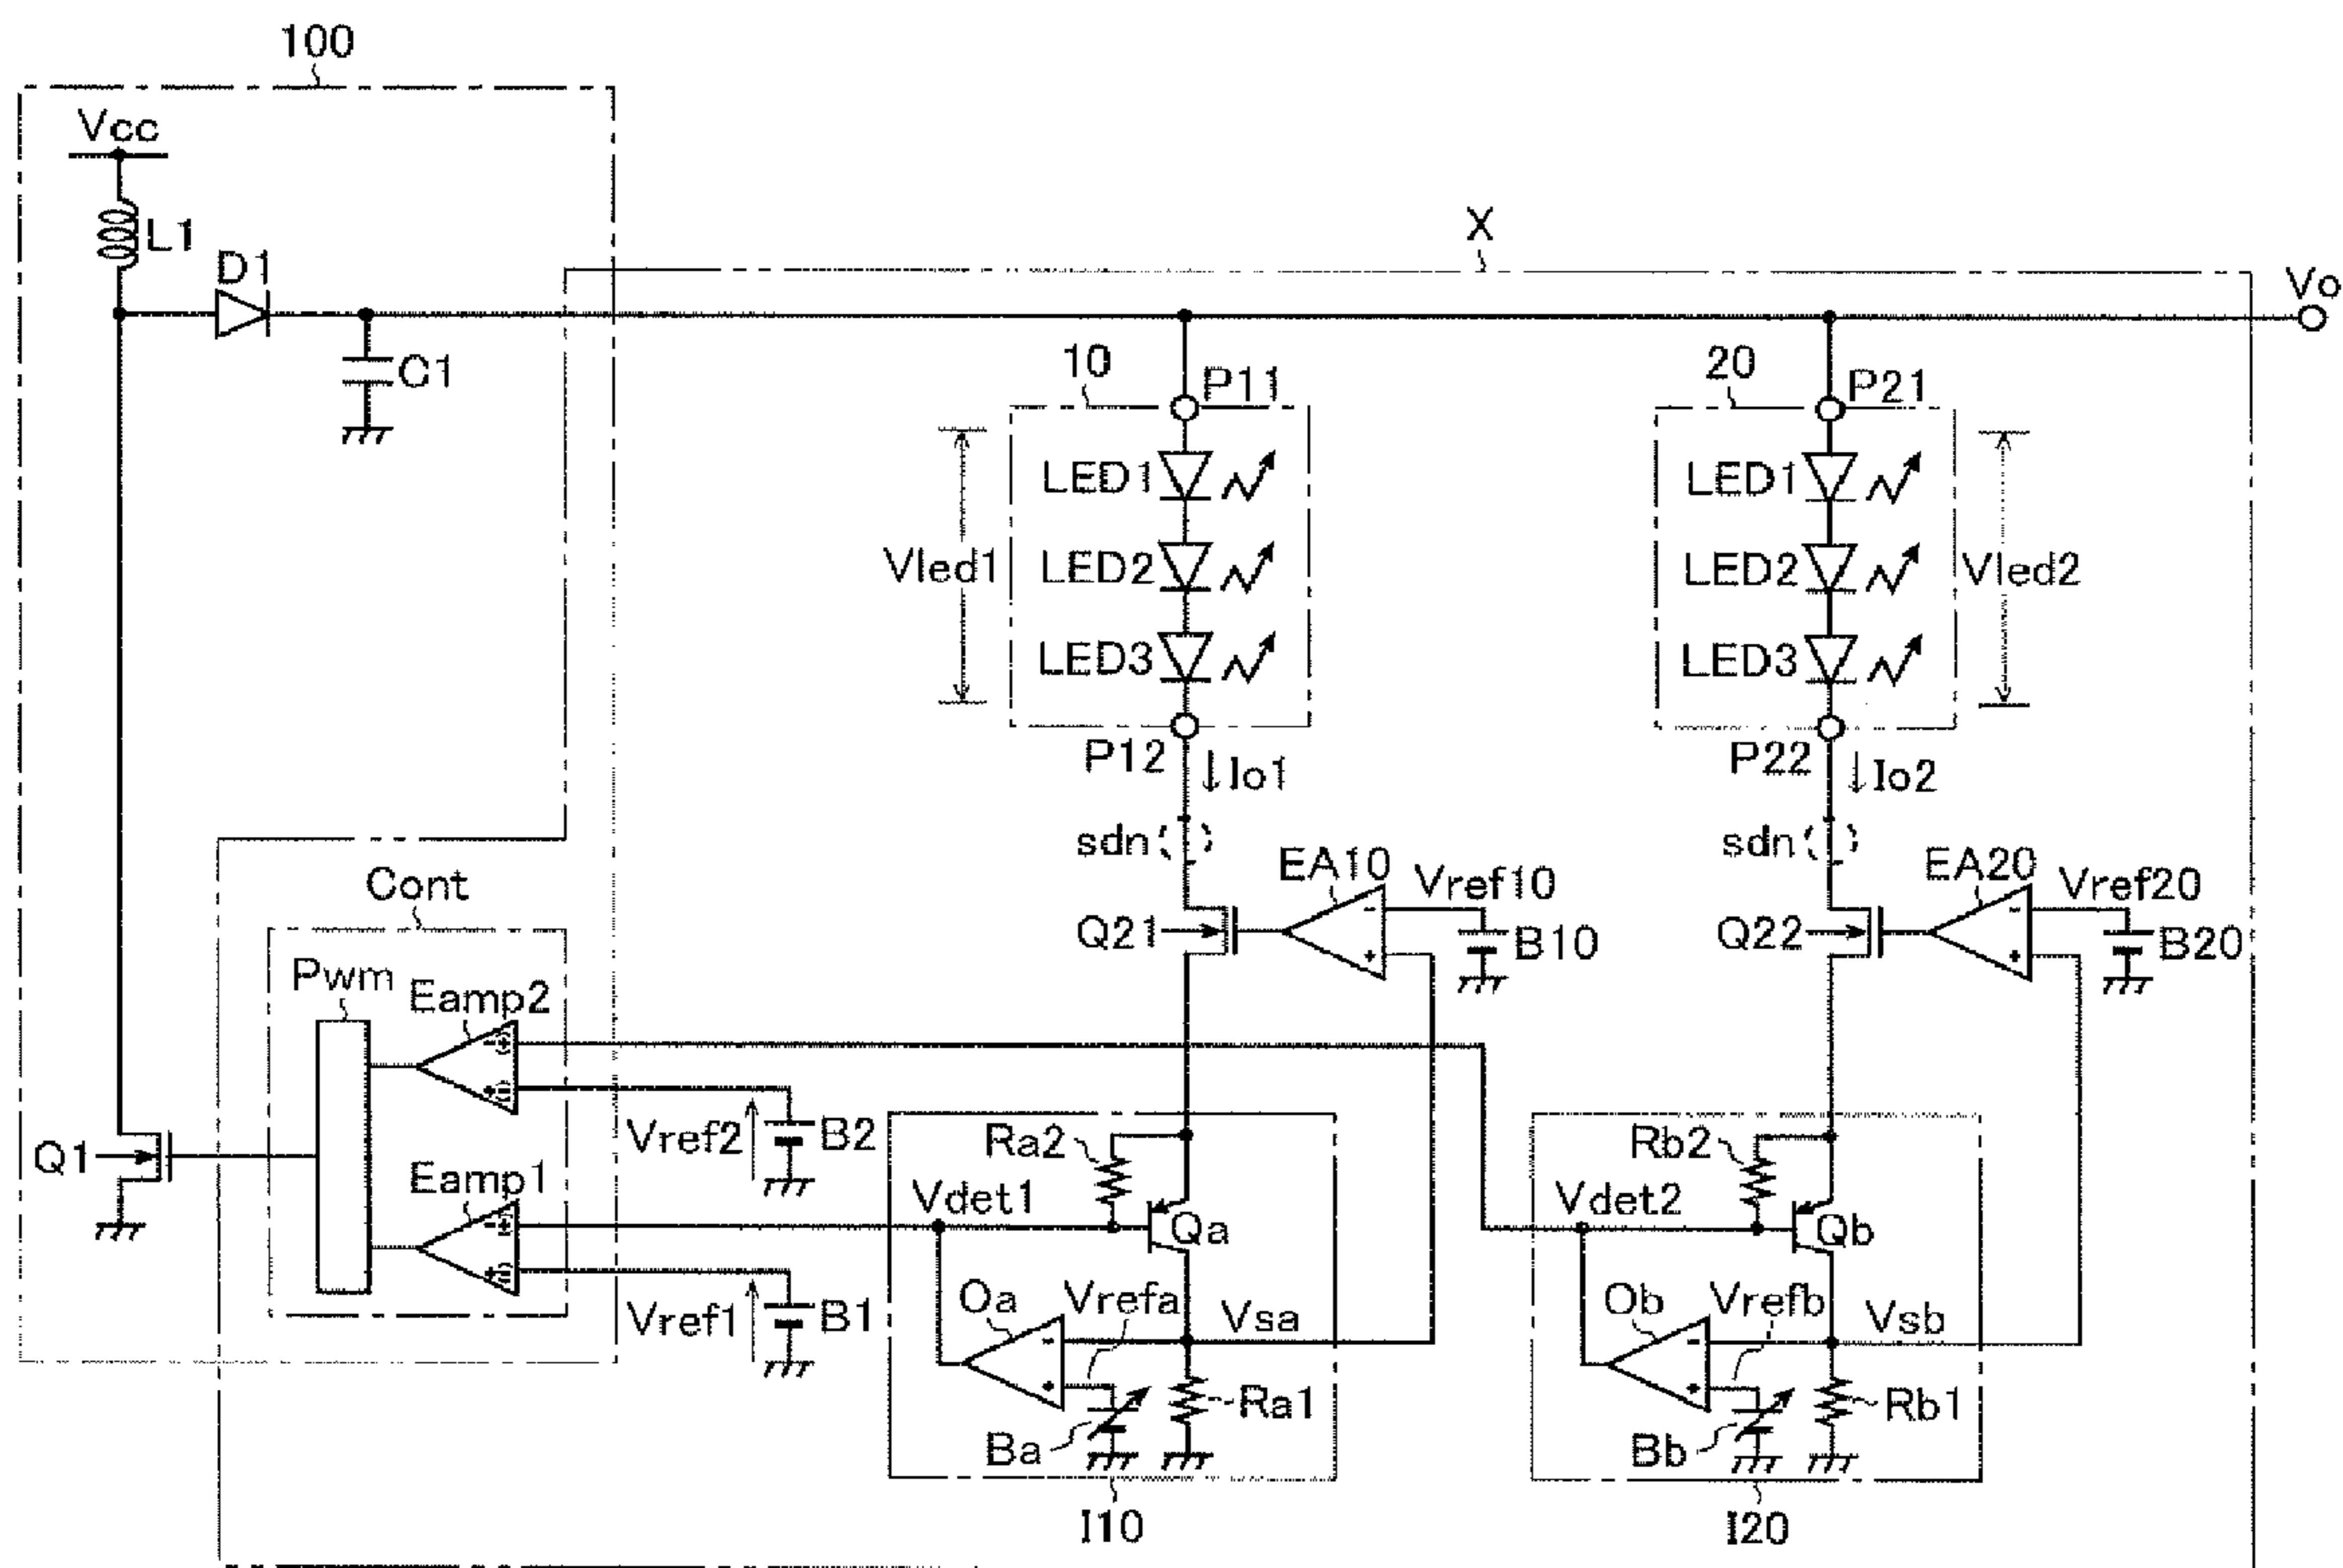 100
Vcc
L1
D1
C1
X
Vo
10
P11
20
P21
LED1
LED2
LED3
Vled1
LED1
LED2
LED3
Vled2
P12
Io1
P22
Io2
sdn
sdn
EA10
Vref10
EA20
Vref20
Q21
B10
Q22
B20
- +
- +
Cont
Pwm
Eamp2
Eamp1
Q1
Vref2
B2
Vref1
B1
Ra2
Vdet1
Qa
Oa
Vrefa
Vsa
- +
Ba
Ra1
I10
Rb2
Vdet2
Qb
Ob
Vrefb
Vsb
- +
Bb
Rb1
I20